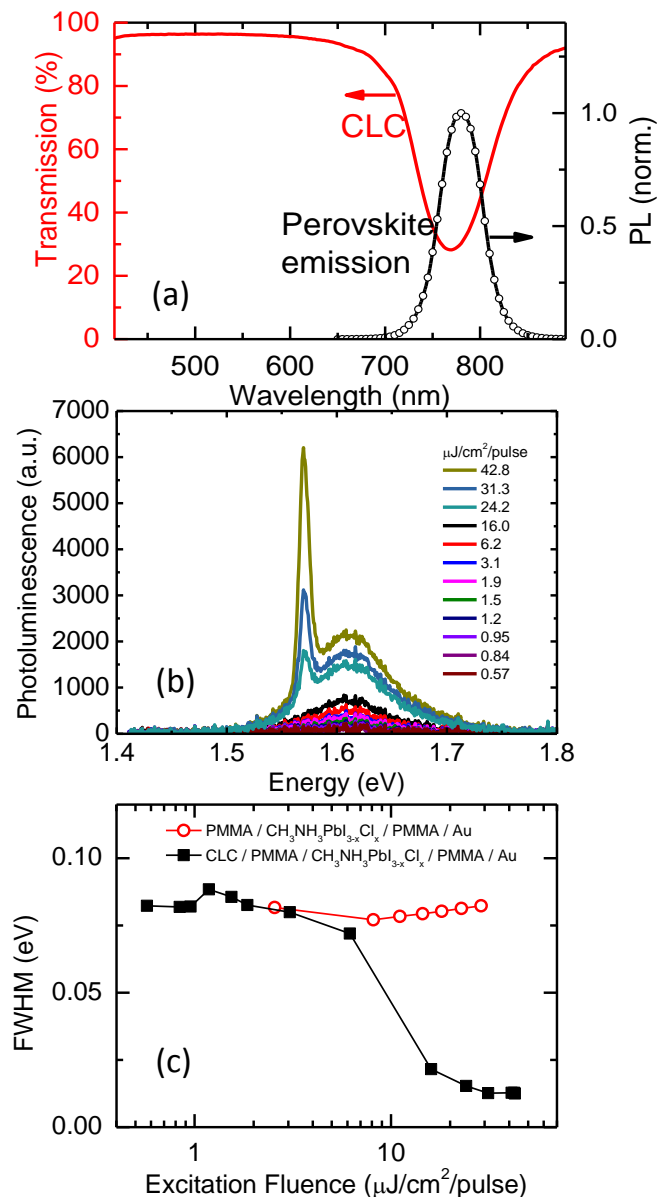 100
80
60
40
20
0
Transmission (%)
CLC
Perovskite
emission
(a)
1.0
0.5
0.0
PL (norm.)
500 600 700 800
Wavelength (nm)
7000
6000
5000
4000
3000
2000
1000
0
Photoluminescence (a.u.)
μJ/cm²/pulse
42.8
31.3
24.2
16.0
6.2
3.1
1.9
1.5
1.2
0.95
0.84
0.57
(b)
1.4 1.5 1.6 1.7 1.8
Energy (eV)
PMMA / CH₃NH₃PbI₃₋ₓClₓ / PMMA / Au
CLC / PMMA / CH₃NH₃PbI₃₋ₓClₓ / PMMA / Au
0.10
0.05
0.00
FWHM (eV)
(c)
1 10
Excitation Fluence (μJ/cm²/pulse)